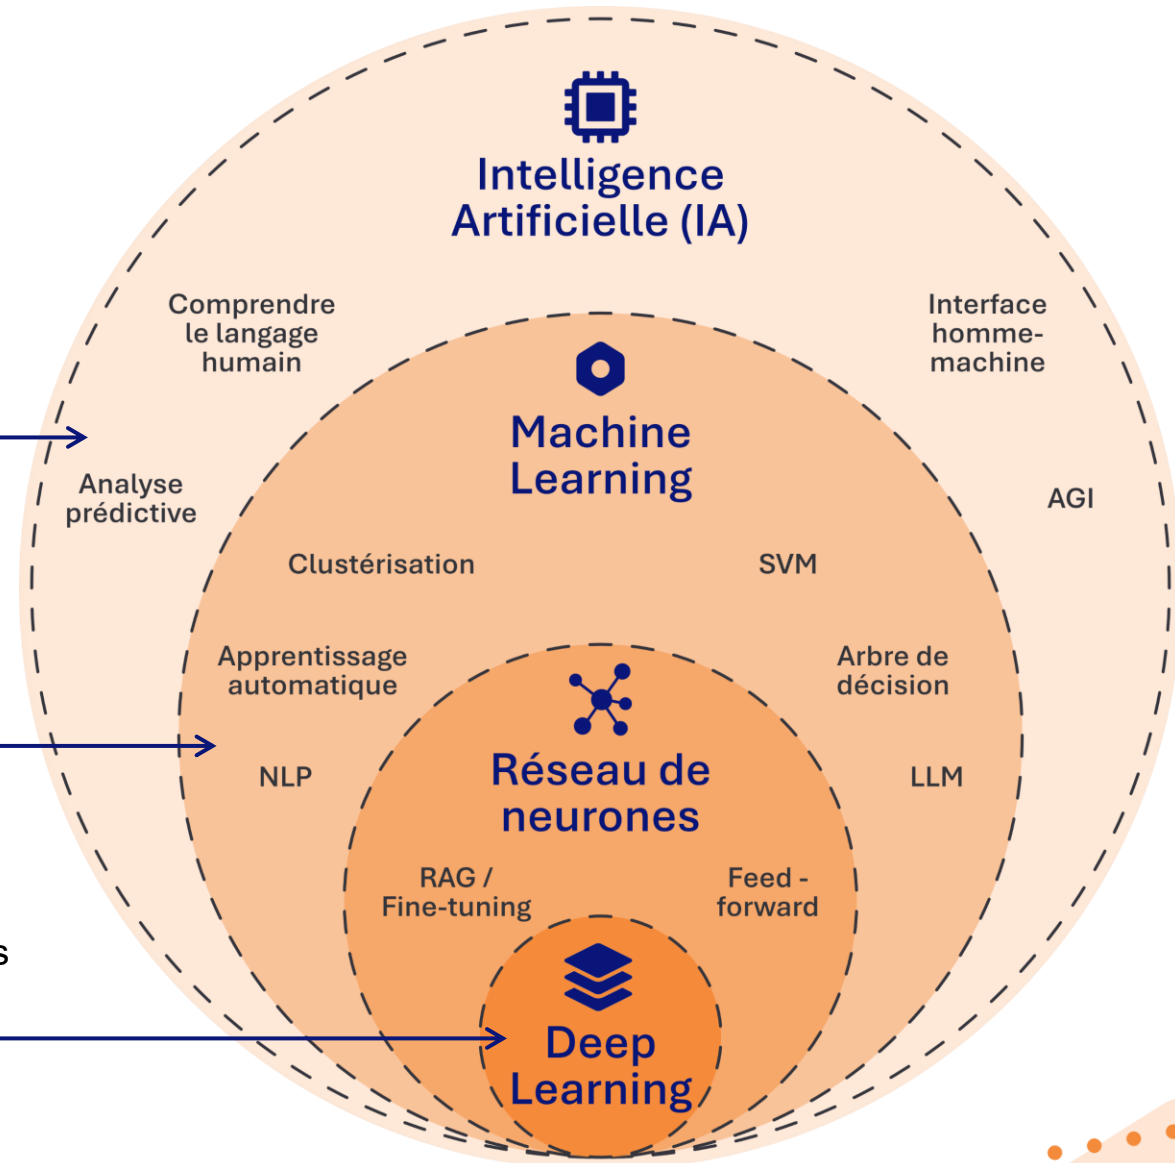 Intelligence
Artificielle (IA)
Comprendre
le langage
humain
Interface
homme-
machine
Machine
Learning
Analyse
prédictive
AGI
Clustérisation
SVM
Apprentissage
automatique
Arbre de
décision
NLP
LLM
Réseau de
neurones
RAG /
Fine-tuning
Feed -
forward
s
Deep
Learning